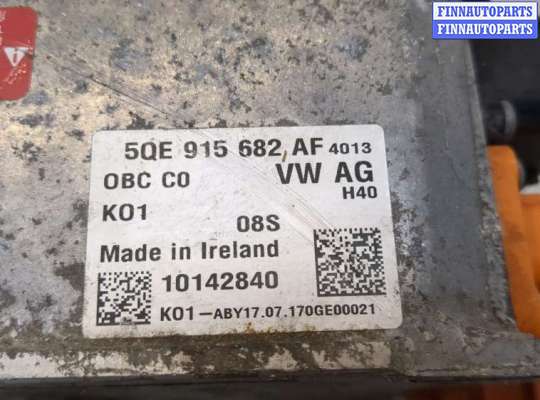 FINNAUTOPARTS
FINNAUTOPARTS
5QE 915 682 AF 4013
OBC C0 VW AG
H40
K01
08S
Made in Ireland
10142840
K01-ABY17.07.170GE00021